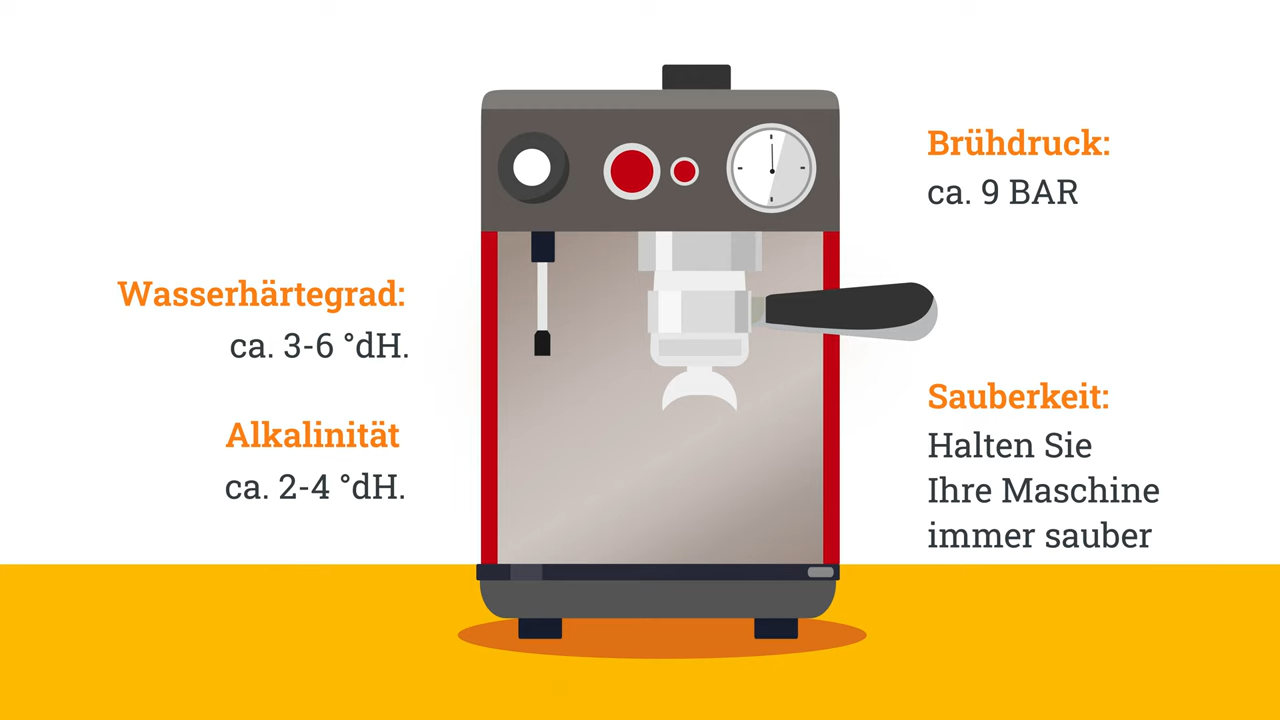 Wasserhärtegrad:
ca. 3-6 °dH.
Alkalinität
ca. 2-4 °dH.
Brühdruck:
ca. 9 BAR
Sauberkeit:
Halten Sie
Ihre Maschine
immer sauber